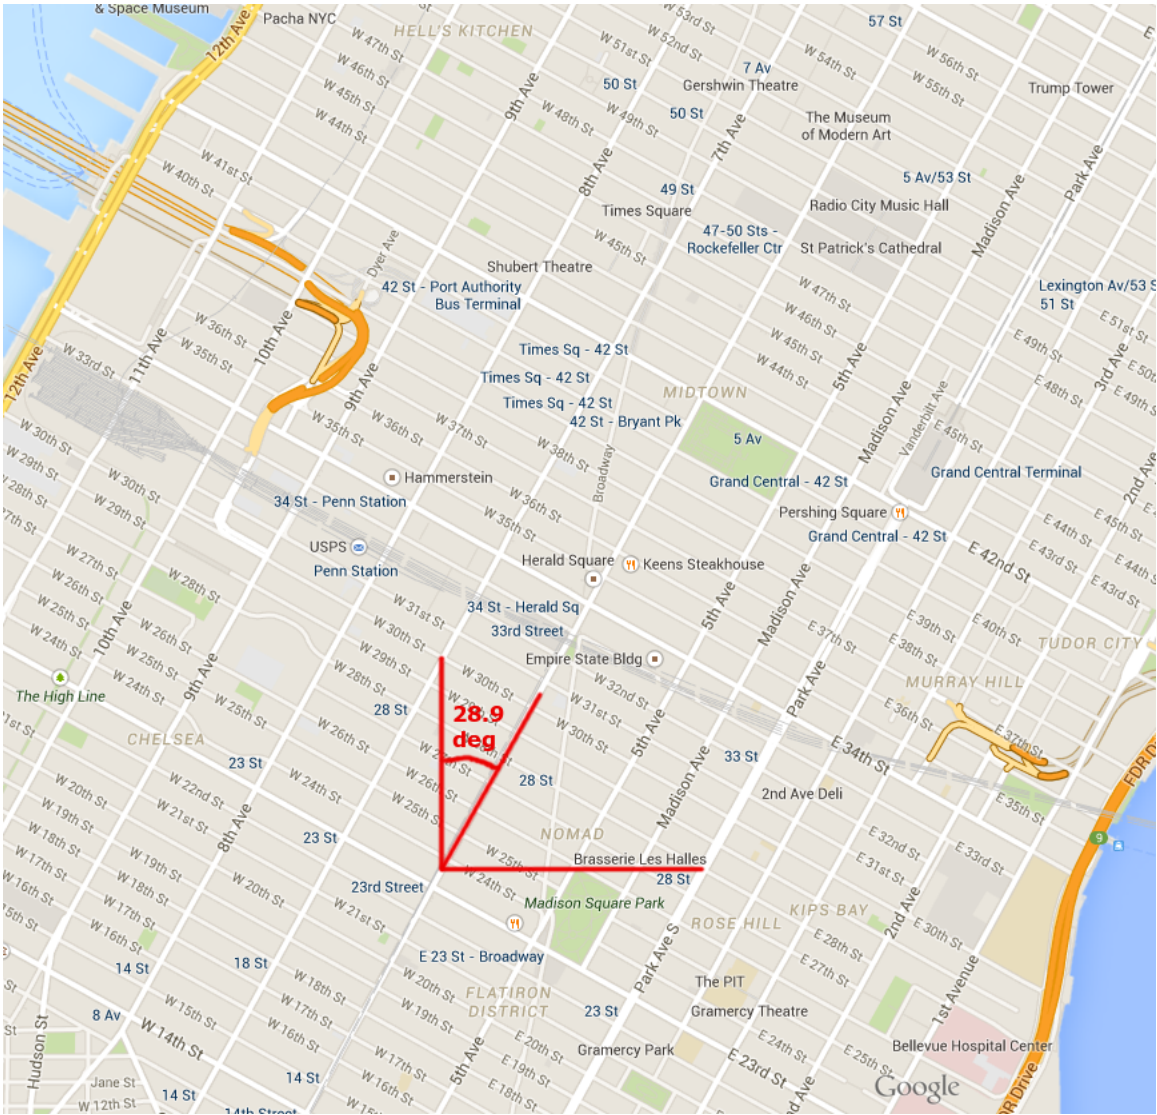 & Space Museum
Pacha NYC
12th Ave
HELL'S KITCHEN
W 47th St
W 46th St
W 45th St
W 44th St
9th Ave
W 53rd St
W 52nd St
W 51st St
50 St
W 49th St
W 48th St
50 St
7 Av
Gershwin Theatre
57 St
W 54th St
W 56th St
W 55th St
Trump Tower
The Museum
of Modern Art
7th Ave
8th Ave
W 41st St
W 40th St
49 St
Times Square
5 Av/53 St
Radio City Music Hall
Park Ave
Madison Ave
47-50 Sts -
Rockefeller Ctr
St Patrick's Cathedral
W 45th St
Dyer Ave
Shubert Theatre
42 St - Port Authority
Bus Terminal
W 47th St
W 46th St
W 45th St
W 44th St
Lexington Av/53 S
51 St
E 51st St
E 50t
E 49th St
E 49th
E 48th St
3rd Ave
W 36th St
W 35th St
10th Ave
11th Ave
12th Ave
W 33rd St
9th Ave
Times Sq - 42 St
Times Sq - 42 St
Times Sq - 42 St
42 St - Bryant Pk
MIDTOWN
5th Ave
Madison Ave
Vanderbilt Ave
5 Av
E 45th St
Grand Central Terminal
Grand Central - 42 St
Pershing Square
Grand Central - 42 St
2nd Ave
W 35th St
W 36th St
W 37th St
W 38th St
Broadway
W 30th St
W 29th St
W 28th St
27th St
W 30th St
W 29th St
Hammerstein
34 St - Penn Station
W 36th St
W 35th St
USPS
Penn Station
Herald Square
Keens Steakhouse
E 42nd St
E 45th St
E 44th St
E 44th
E 43rd St
E 43rd
W 27th St
W 26th St
W 25th St
W 24th St
W 28th St
10th Ave
W 31st St
W 30th St
W 29th St
W 28th St
34 St - Herald Sq
33rd Street
5th Ave
Madison Ave
E 37th St
E 39th St
E 38th St
E 40th St
TUDOR CITY
The High Line
W 26th St
W 25th St
W 24th St
9th Ave
W 25th St
Empire State Bldg
W 32nd St
W 31st St
W 30th St
W 30th St
MURRAY HILL
E 36th St
E 37th St
Park Ave
28.9
deg
28 St
CHELSEA
W 26th St
23 St
W 24th St
W 27th St
W 26th St
W 25th St
28 St
5th Ave
33 St
E 34th St
Madison Ave
2nd Ave Deli
E 35th St
FDR D
9
W 20th St
W 19th St
W 18th St
W 17th St
W 16th St
15th St
W 22nd St
W 21st St
8th Ave
23 St
NOMAD
W 25th St
W 24th St
Brasserie Les Halles
28 St
E 32nd St
E 31st St
E 33rd St
W 19th St
W 18th St
W 17th St
W 16th St
W 20th St
23rd Street
W 21st St
Madison Square Park
ROSE HILL
KIPS BAY
2nd Ave
E 30th St
E 28th St
E 27th St
14 St
18 St
E 23 St - Broadway
Park Ave S
W 20th St
W 19th St
FLATIRON
DISTRICT
The PIT
Gramercy Theatre
1st Avenue
8 Av
W 14th St
W 15th St
W 18th St
W 17th St
W 16th St
23 St
E 20th St
E 19th St
E 18th St
Gramercy Park
E 23rd St
E 24th St
E 25th St
Bellevue Hospital Center
Hudson St
St
Jane St
W 12th St
14 St
14 St
14th Street
W 17th St
W 16th St
W 15th
5th Ave
nd Ave
Google
DR Drive